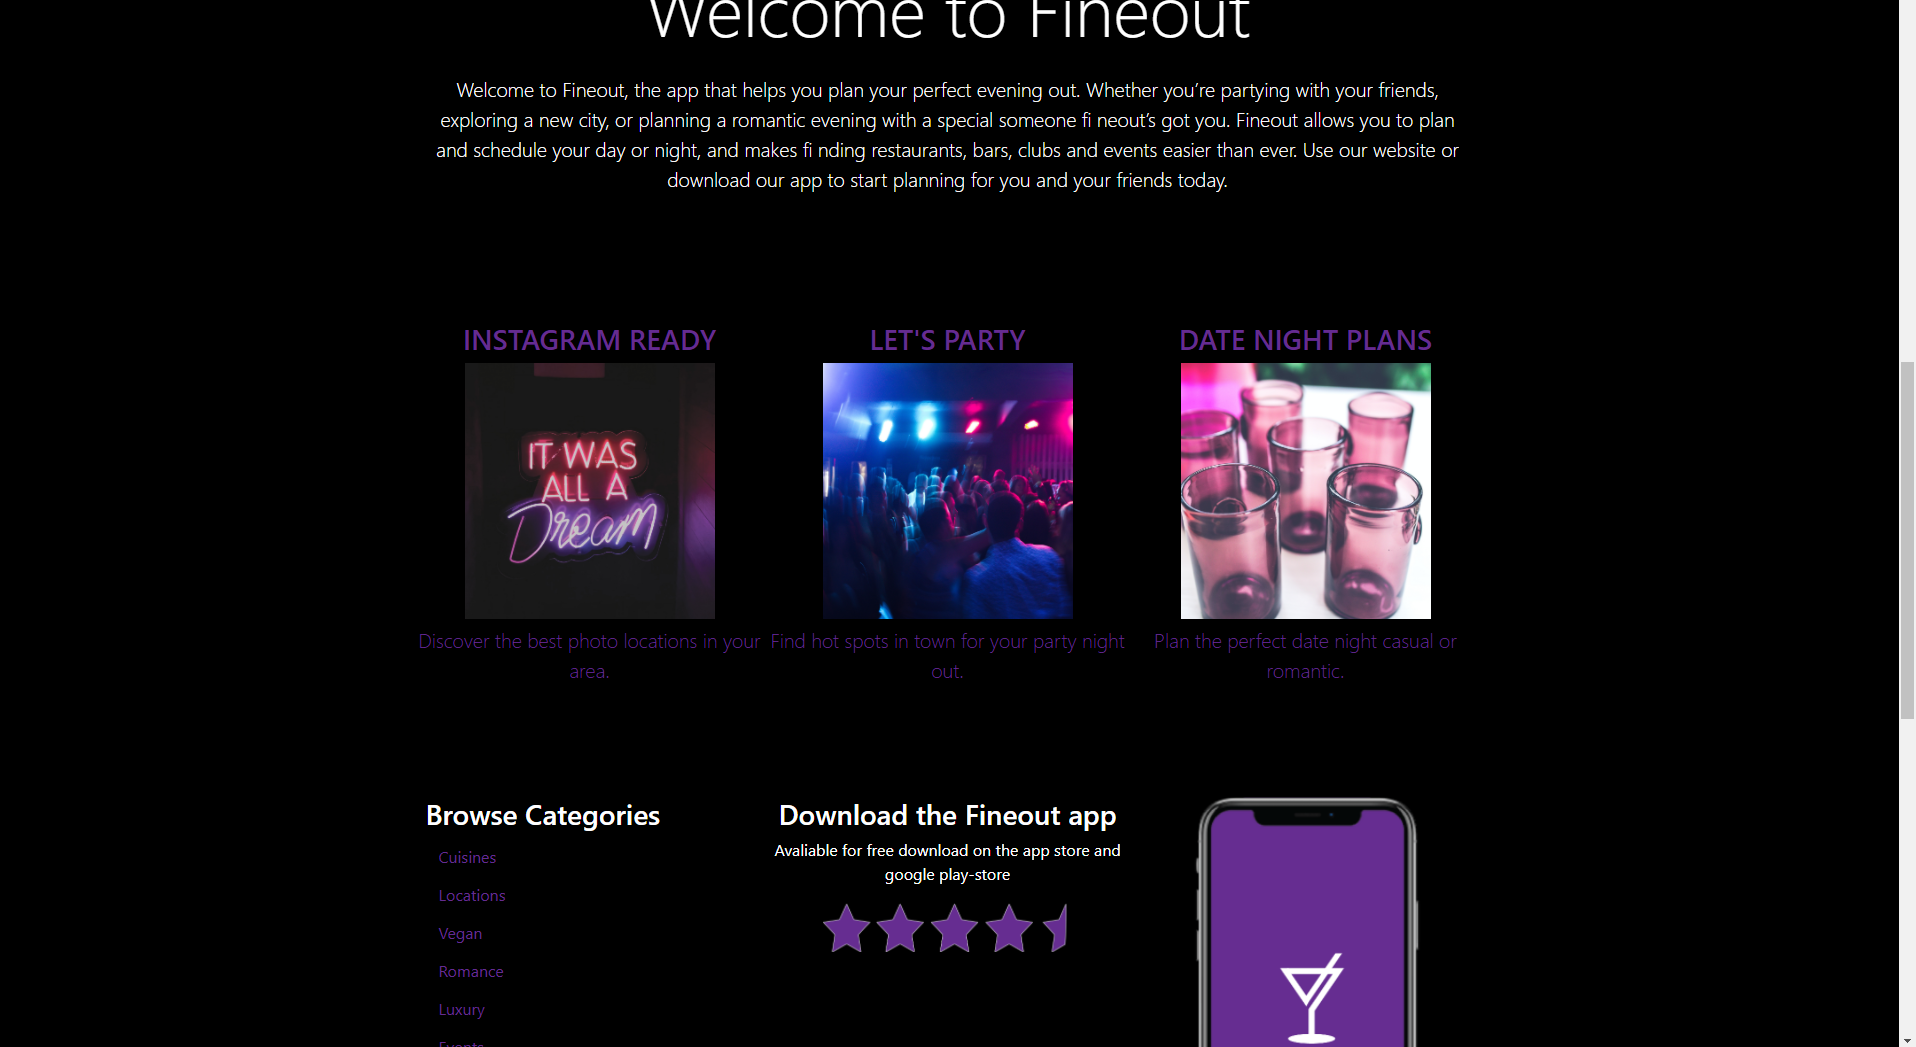 Welcome to Fineout
Welcome to Fineout, the app that helps you plan your perfect evening out. Whether you’re partying with your friends,
exploring a new city, or planning a romantic evening with a special someone fi neout’s got you. Fineout allows you to plan
and schedule your day or night, and makes fi nding restaurants, bars, clubs and events easier than ever. Use our website or
download our app to start planning for you and your friends today.
INSTAGRAM READY
IT WAS
ALL A
Dream
Discover the best photo locations in your
area.
LET'S PARTY
Find hot spots in town for your party night
out.
DATE NIGHT PLANS
Plan the perfect date night casual or
romantic.
Browse Categories
Cuisines
Locations
Vegan
Romance
Luxury
Events
Download the Fineout app
Avaliable for free download on the app store and
google play-store